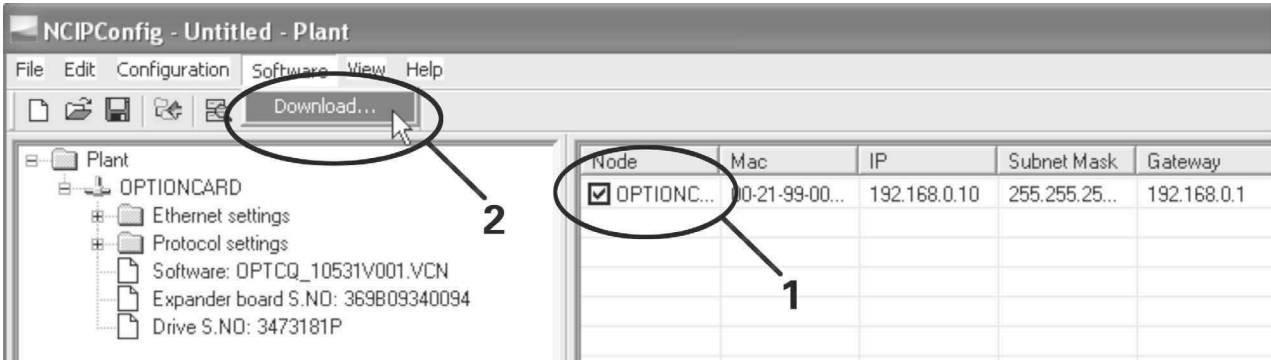 NCIPConfig - Untitled - Plant
File Edit Configuration Software View Help
Download...
2
Plant
OPTIONCARD
Ethernet settings
Protocol settings
Software: OPTCQ_10531V001.VCN
Expander board S.NO: 369B09340094
Drive S.NO: 3473181P
Node Mac IP Subnet Mask Gateway
OPTIONC... 00-21-99-00... 192.168.0.10 255.255.25... 192.168.0.1
1